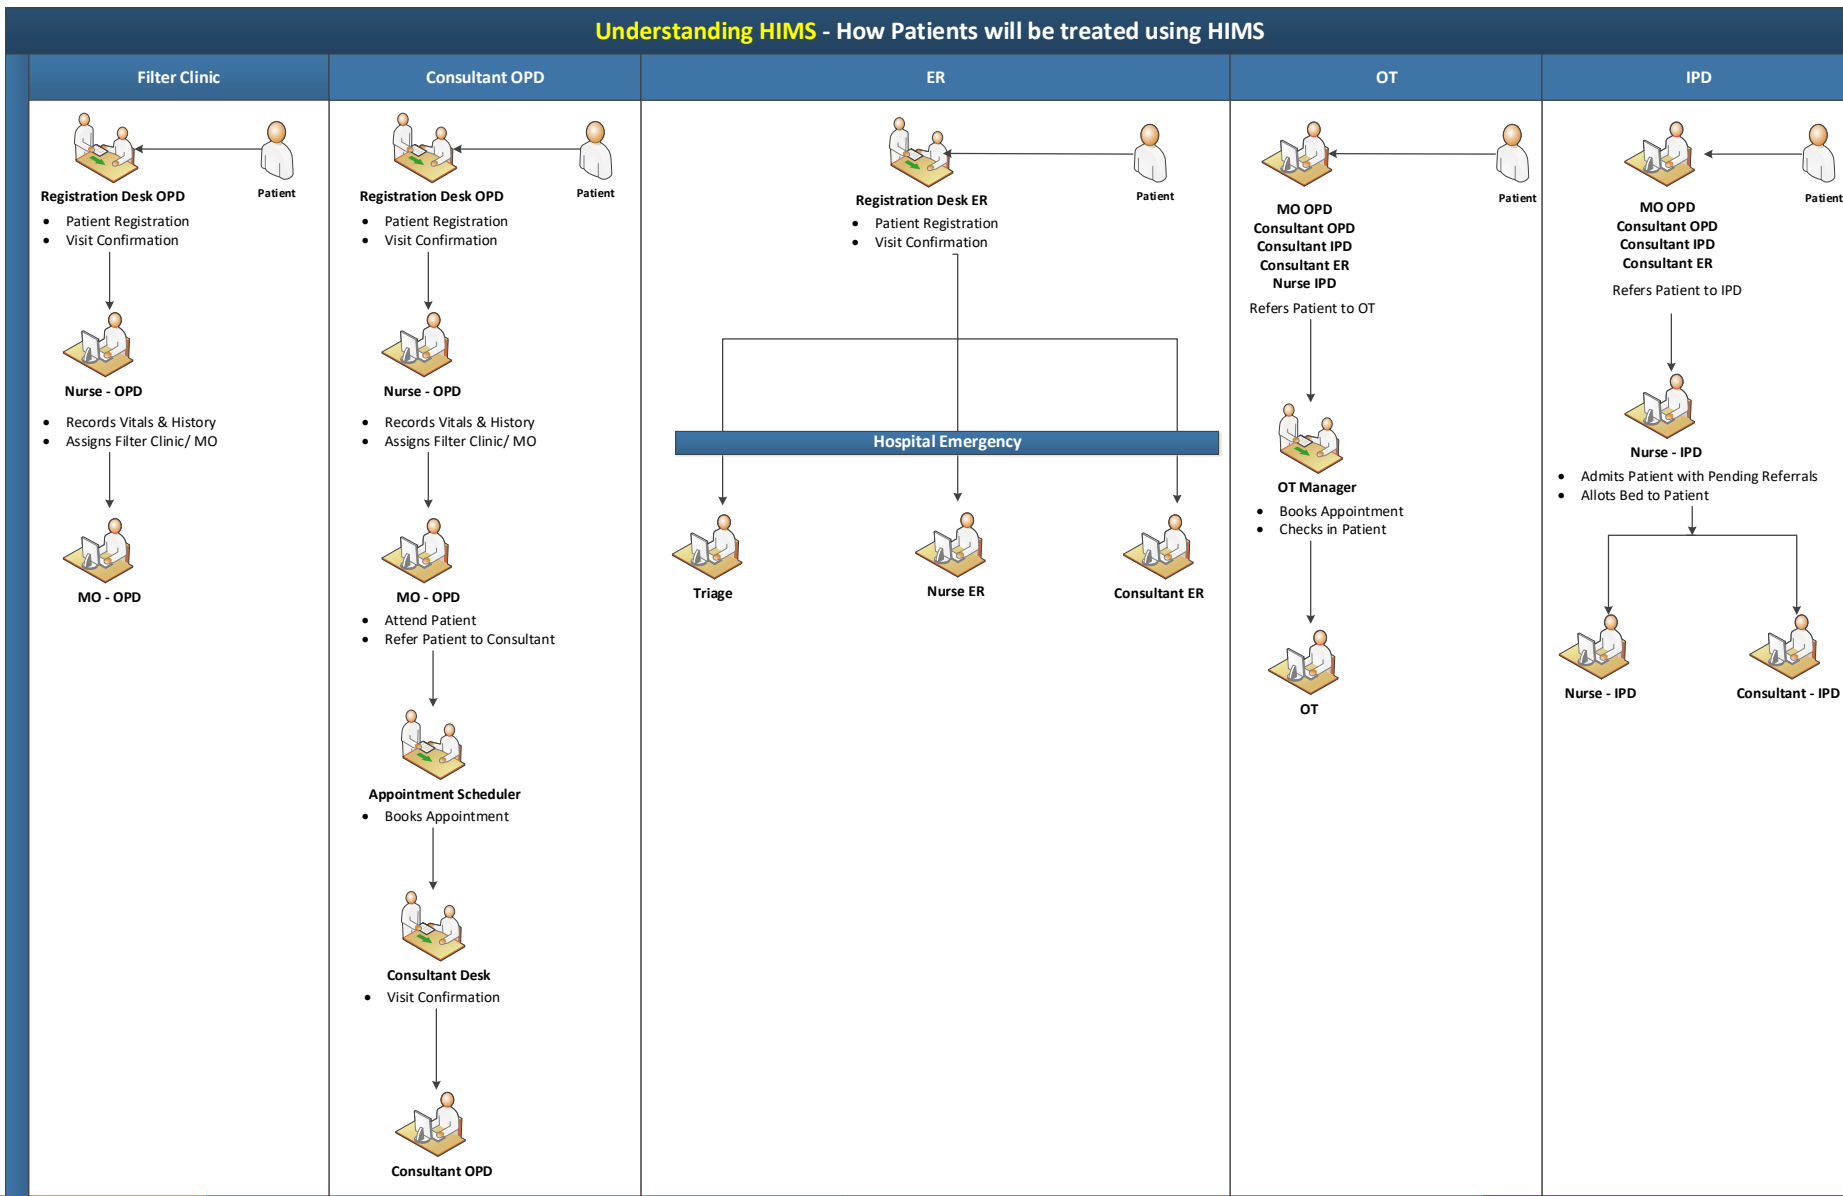 Understanding HIMS - How Patients will be treated using HIMS
Filter Clinic
Patient
Registration Desk OPD
• Patient Registration
• Visit Confirmation
Nurse - OPD
• Records Vitals & History
• Assigns Filter Clinic/ MO
MO - OPD
Consultant OPD
Patient
Registration Desk OPD
• Patient Registration
• Visit Confirmation
Nurse - OPD
• Records Vitals & History
• Assigns Filter Clinic/ MO
MO - OPD
• Attend Patient
• Refer Patient to Consultant
Appointment Scheduler
• Books Appointment
Consultant Desk
• Visit Confirmation
Consultant OPD
ER
Patient
Registration Desk ER
• Patient Registration
• Visit Confirmation
Hospital Emergency
Triage
Nurse ER
Consultant ER
OT
Patient
MO OPD
Consultant OPD
Consultant IPD
Consultant ER
Nurse IPD
Refers Patient to OT
OT Manager
• Books Appointment
• Checks in Patient
OT
IPD
Patient
MO OPD
Consultant OPD
Consultant IPD
Consultant ER
Refers Patient to IPD
Nurse - IPD
• Admits Patient with Pending Referrals
• Allots Bed to Patient
Nurse - IPD
Consultant - IPD